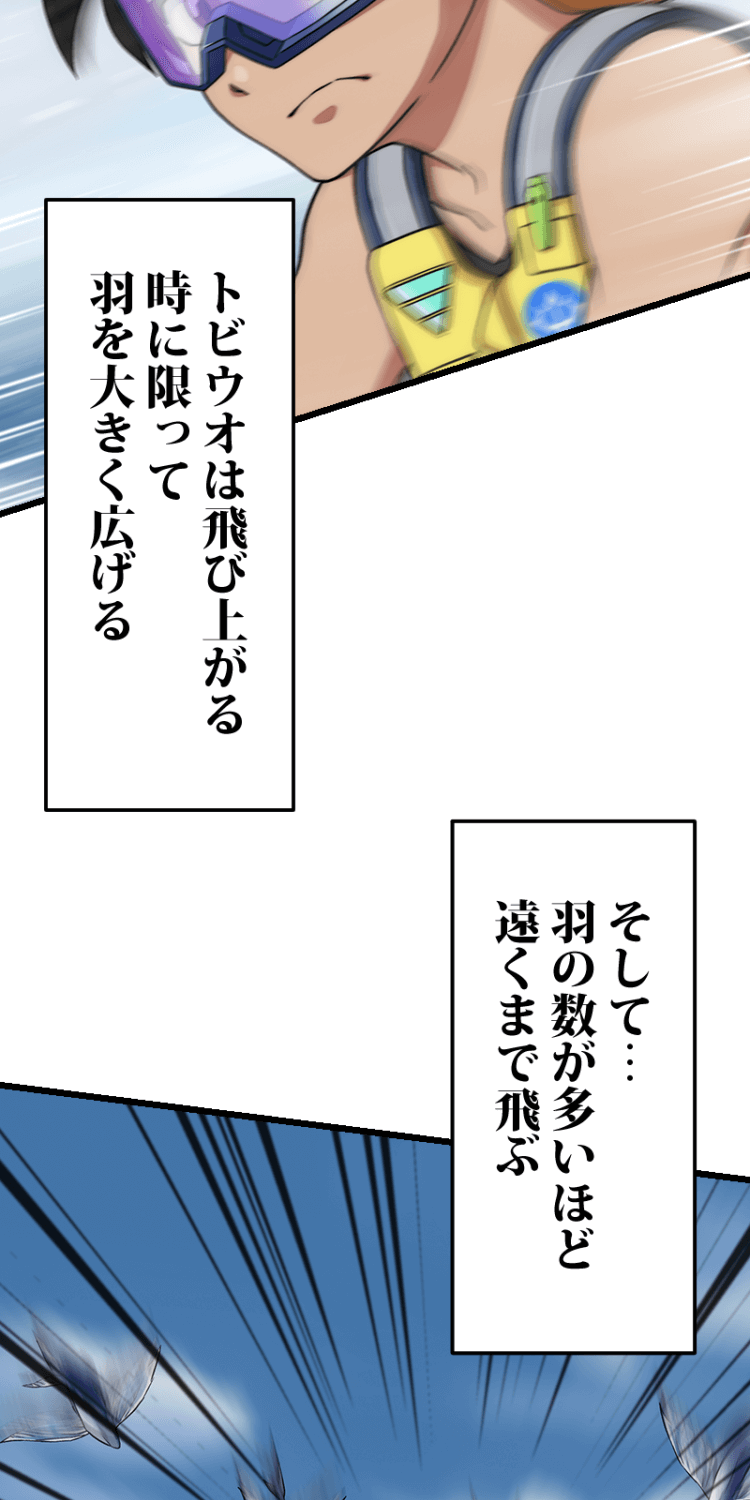 トビウオは飛び上がる
時に限って
羽を大きく広げる
そして…
羽の数が多いほど
遠くまで飛ぶ